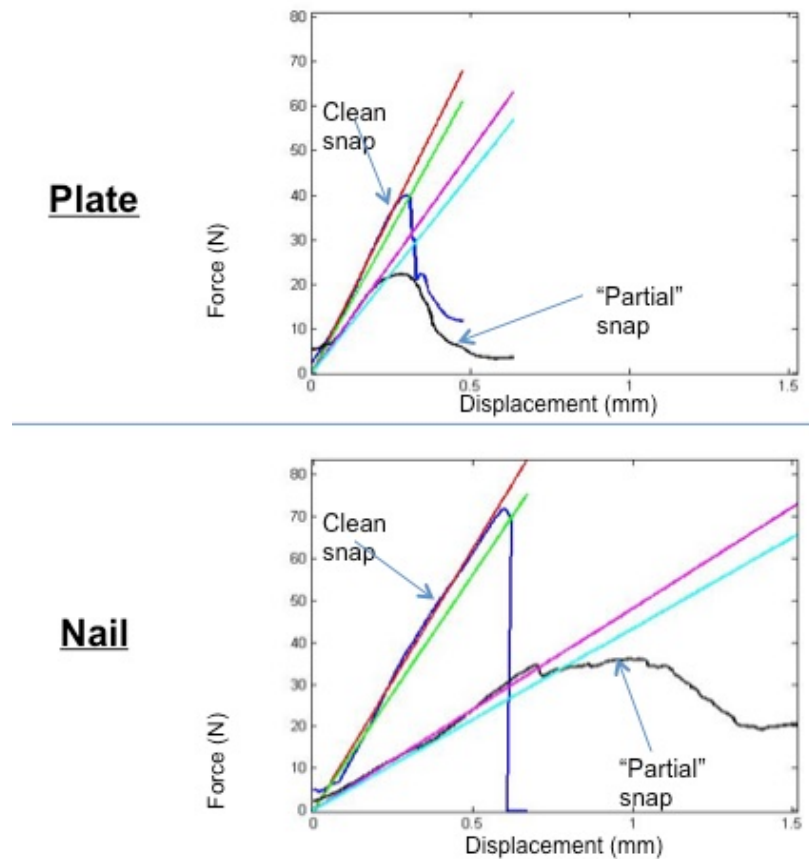 80
70
60
50
40
30
20
10
0
Clean
snap
Plate
Force (N)
“Partial”
snap
0
0.5
1
1.5
Displacement (mm)
80
70
60
50
40
30
20
10
0
Clean
snap
Nail
Force (N)
“Partial”
snap
0
0.5
1
1.5
Displacement (mm)